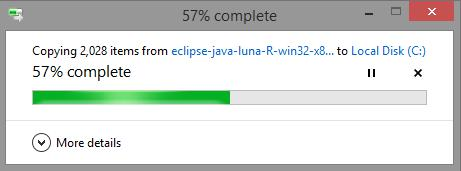 57% complete
Copying 2,028 items from eclipse-java-luna-R-win32-x8... to Local Disk (C:)
57% complete
More details